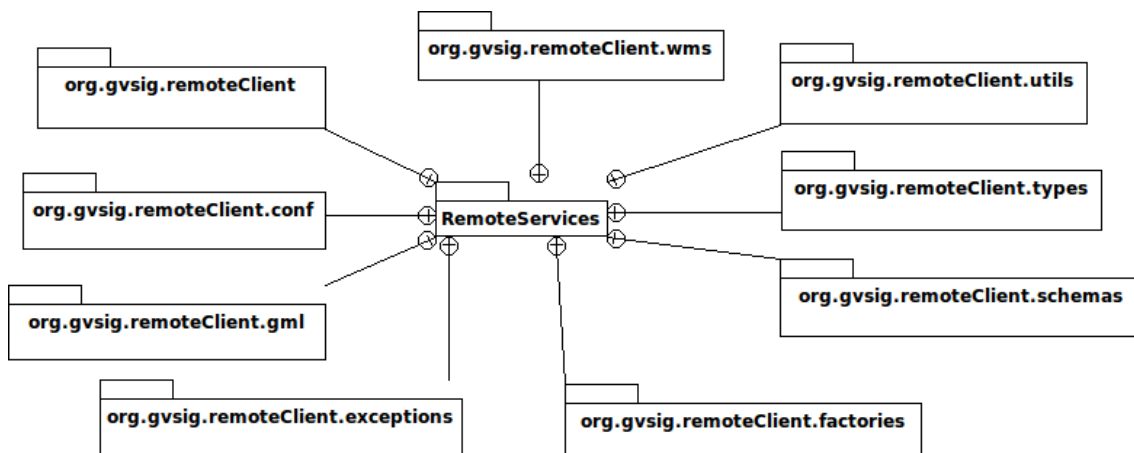 org.gvsig.remoteClient.wms
org.gvsig.remoteClient
org.gvsig.remoteClient.utils
org.gvsig.remoteClient.types
org.gvsig.remoteClient.conf
RemoteServices
org.gvsig.remoteClient.schemas
org.gvsig.remoteClient.gml
org.gvsig.remoteClient.exceptions
org.gvsig.remoteClient.factories